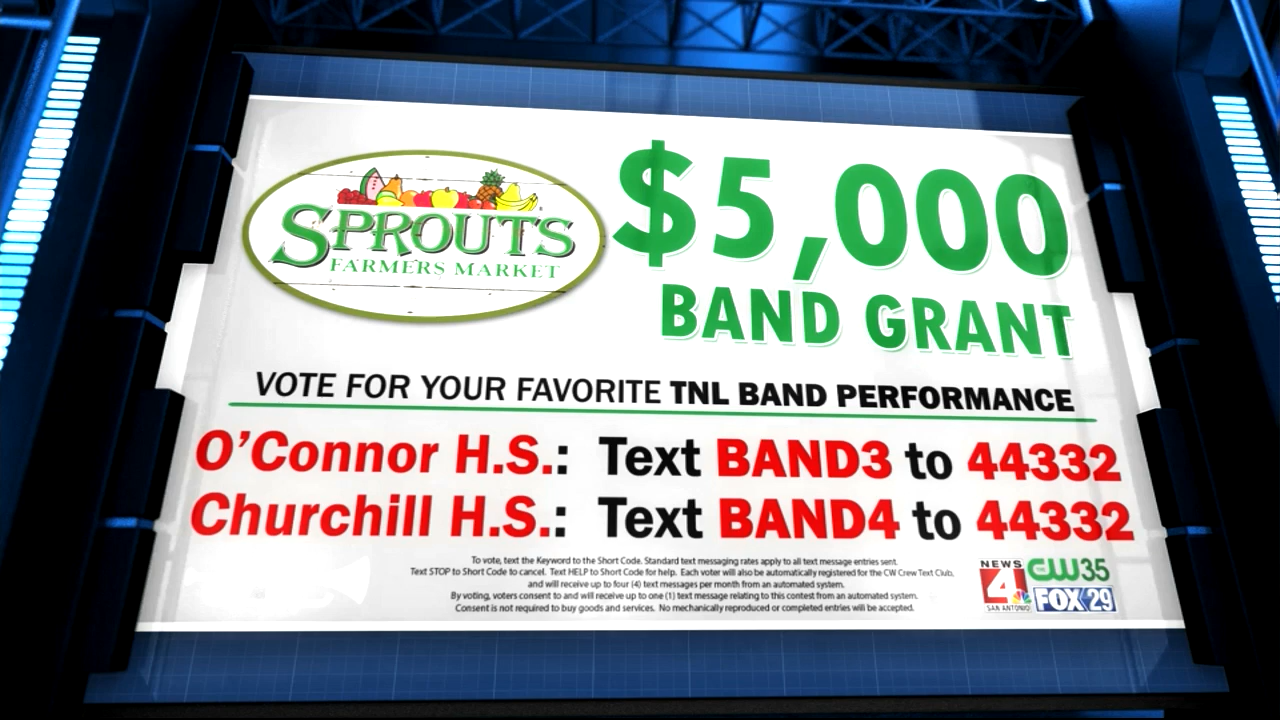 SPROUTS
FARMERS MARKET
$5,000
BAND GRANT
VOTE FOR YOUR FAVORITE TNL BAND PERFORMANCE
O'Connor H.S.: Text BAND3 to 44332
Churchill H.S.: Text BAND4 to 44332
To vote, text the Keyword to the Short Code. Standard text messaging rates apply to all text message entries sent.
Text STOP to Short Code to cancel. Text HELP to Short Code for help. Each voter will also be automatically registered for the CW Crew Text Club,
and will receive up to four (4) text messages per month from an automated system.
By voting, voters consent to and will receive up to one (1) text message relating to this contest from an automated system.
Consent is not required to buy goods and services. No mechanically reproduced or completed entries will be accepted.
NEWS
4
SAN ANTONIO
CW35
FOX 29